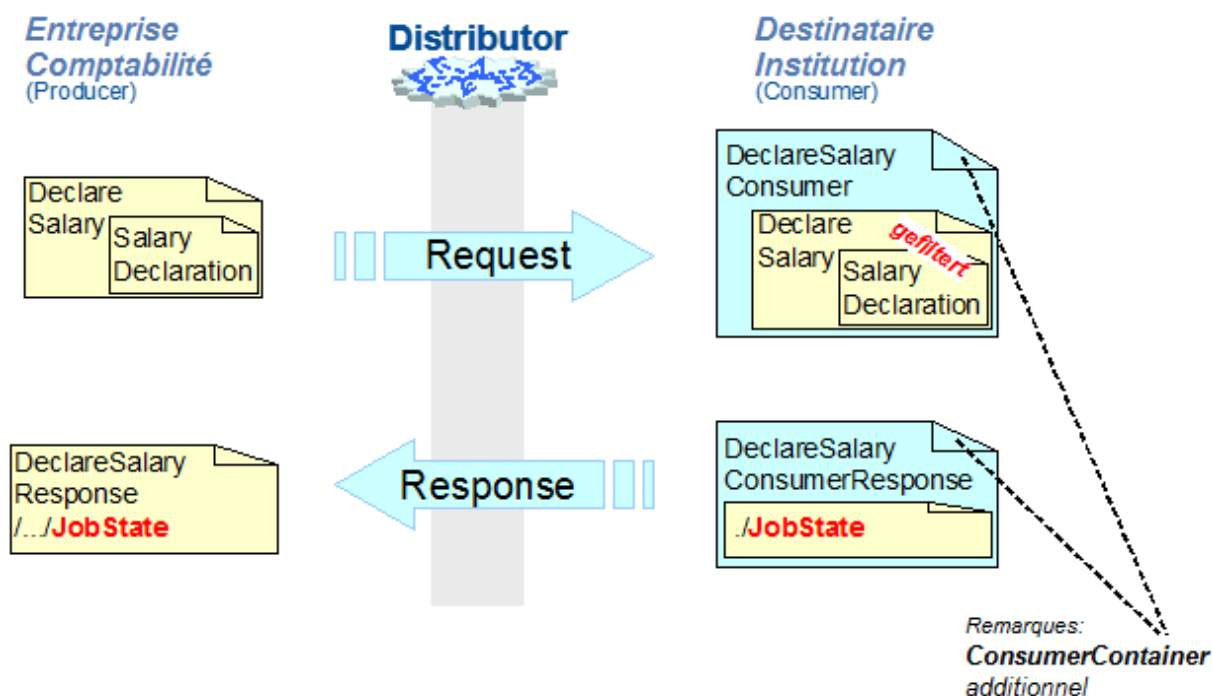 Entreprise
Comptabilité
(Producer)
Distributor
Destinataire
Institution
(Consumer)
Declare
Salary
Salary
Declaration
Request
DeclareSalary
Consumer
Declare
Salary
gefiltert
Salary
Declaration
DeclareSalary
Response
/.../JobState
Response
DeclareSalary
ConsumerResponse
./JobState
Remarques:
ConsumerContainer
additionnel